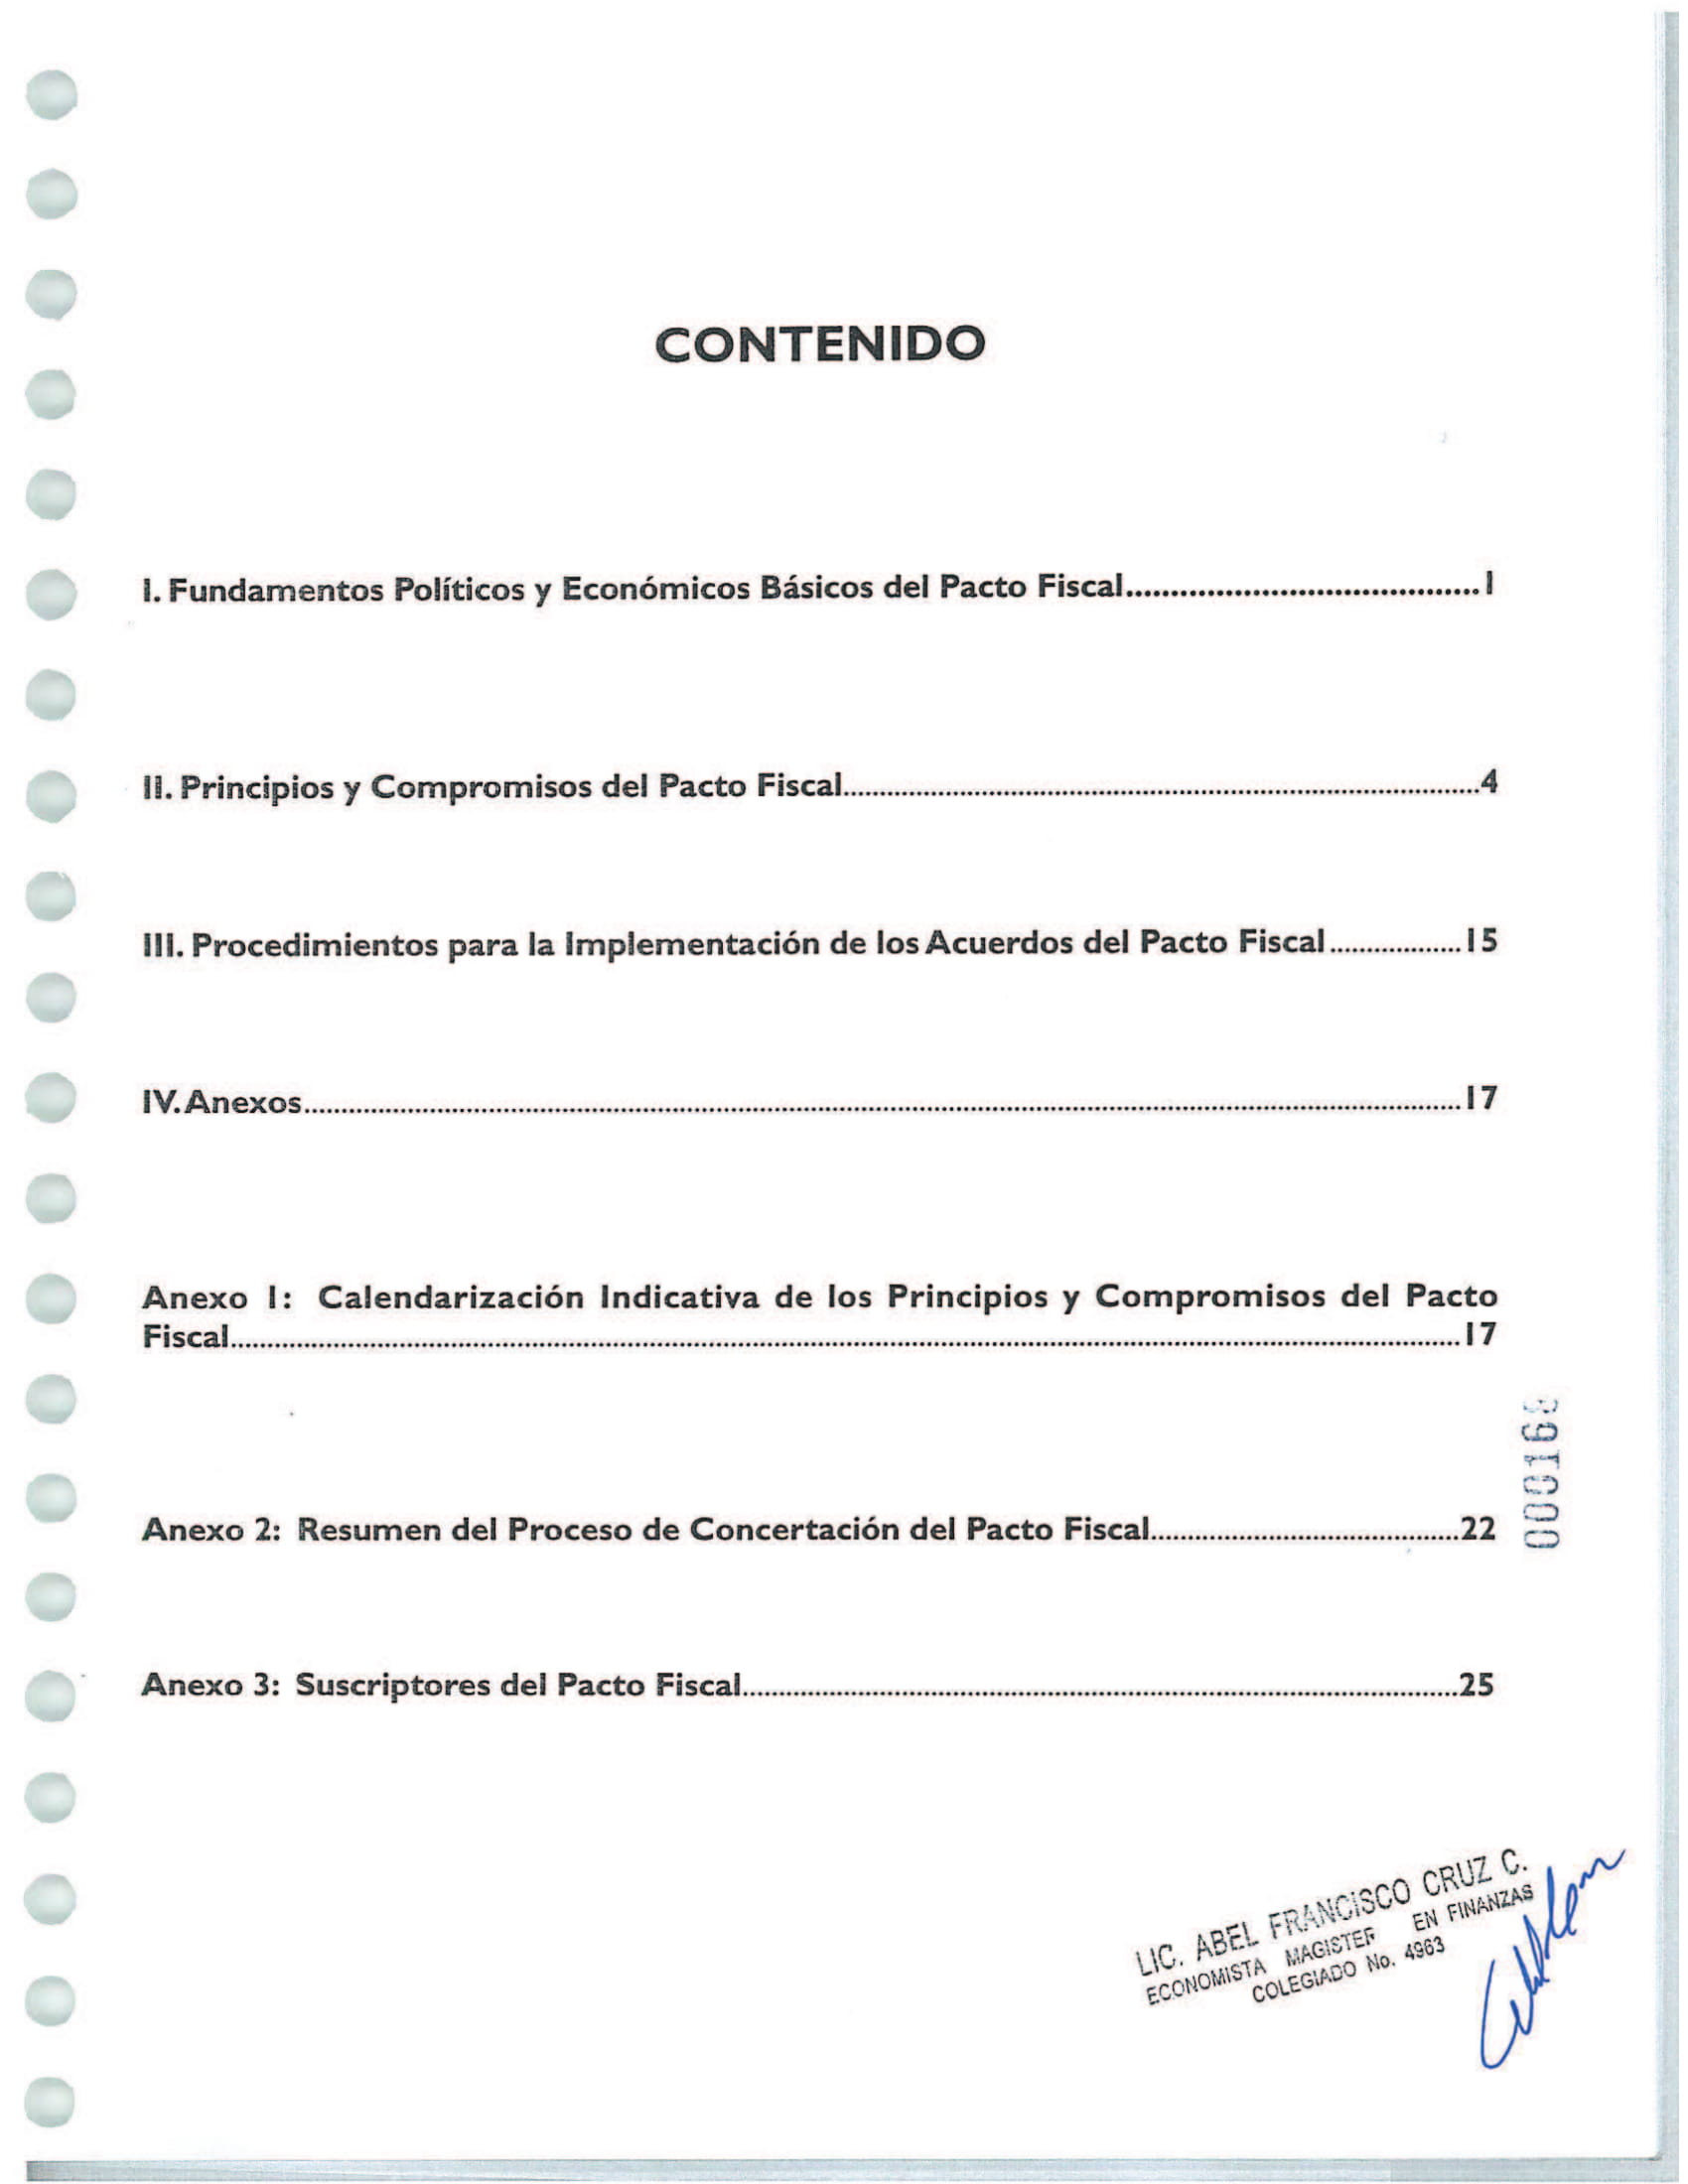 CONTENIDO
I. Fundamentos Políticos y Económicos Básicos del Pacto Fiscal........................................1
II. Principios y Compromisos del Pacto Fiscal.......................................................................................4
III. Procedimientos para la Implementación de los Acuerdos del Pacto Fiscal..................15
IV. Anexos...............................................................................................................................................................17
Anexo 1: Calendarización Indicativa de los Principios y Compromisos del Pacto
Fiscal.........................................................................................................................................................................17
Anexo 2: Resumen del Proceso de Concertación del Pacto Fiscal..........................................22
Anexo 3: Suscriptores del Pacto Fiscal..................................................................................................25
LIC. ABEL FRANCISCO CRUZ C.
ECONOMISTA MAGISTER EN FINANZAS
COLEGIADO No. 4963